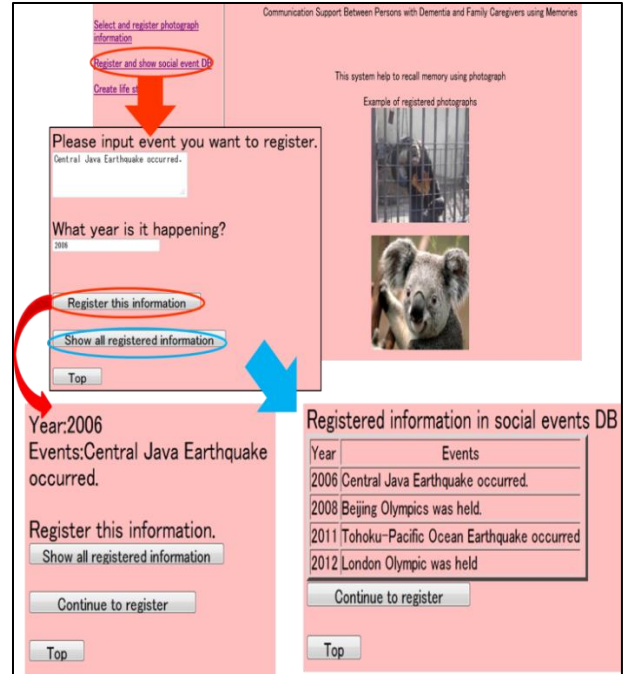 Communication Support Between Persons with Dementia and Family Caregivers using Memories
Select and register photograph
information
Register and show social event DB
Create life st
This system help to recall memory using photograph
Example of registered photographs
Please input event you want to register.
Central Java Earthquake occurred.
What year is it happening?
2006
Register this information
Show all registered information
Top
Year:2006
Events:Central Java Earthquake
occurred.
Register this information.
Show all registered information
Continue to register
Top
Registered information in social events DB
Year Events
2006 Central Java Earthquake occurred.
2008 Beijing Olympics was held.
2011 Tohoku-Pacific Ocean Earthquake occurred
2012 London Olympic was held
Continue to register
Top